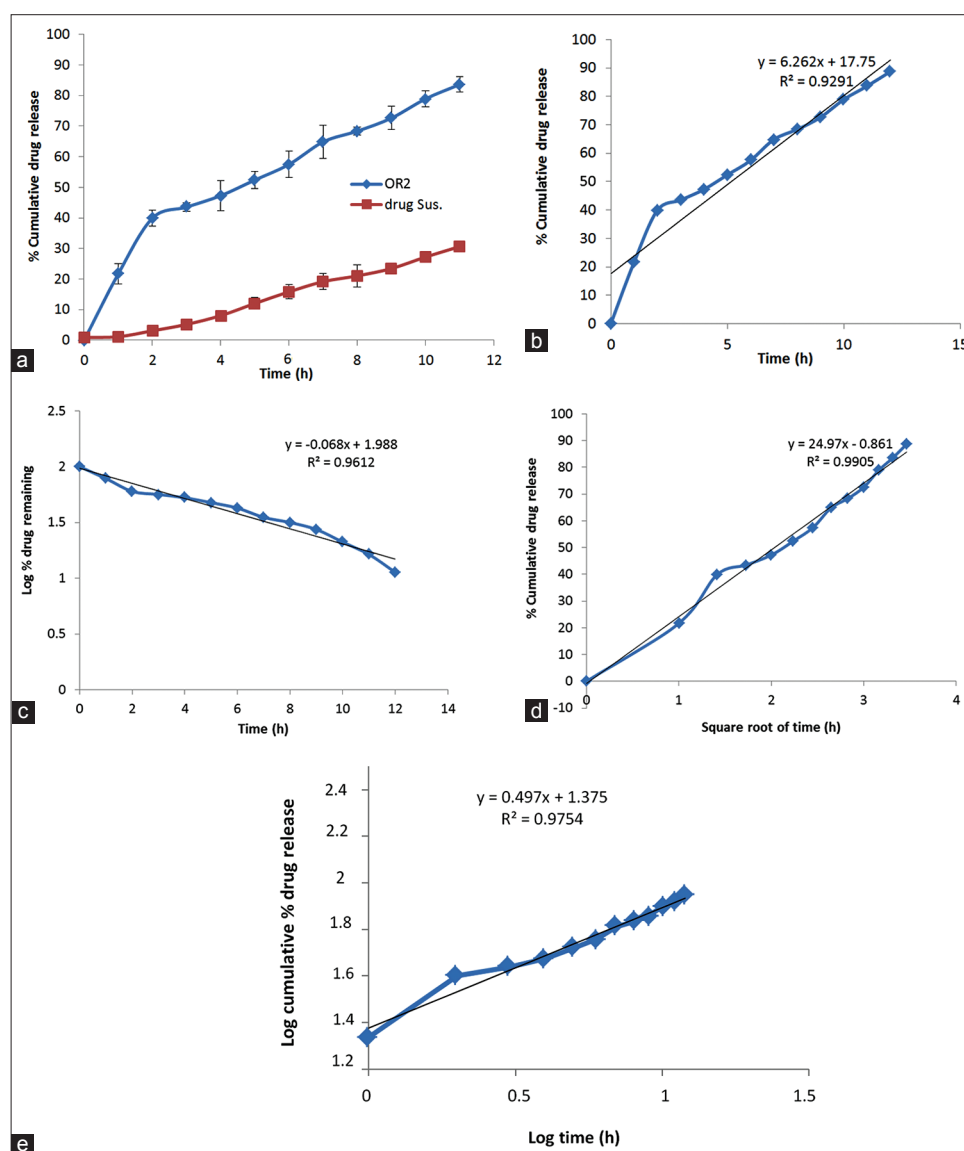 % Cumulative drug release
100
90
80
70
60
50
40
30
20
10
0
OR2
drug Sus.
0 2 4 6 8 10 12
Time (h)
a
% Cumulative drug release
100
90
80
70
60
50
40
30
20
10
0
y = 6.262x + 17.75
R² = 0.9291
0 5 10 15
Time (h)
b
Log % drug remaining
2.5
2
1.5
1
0.5
0
y = -0.068x + 1.988
R² = 0.9612
0 2 4 6 8 10 12 14
Time (h)
c
% Cumulative drug release
100
90
80
70
60
50
40
30
20
10
0
-10
y = 24.97x - 0.861
R² = 0.9905
0 1 2 3 4
Square root of time (h)
d
Log cumulative % drug release
2.4
2.2
2
1.8
1.6
1.4
1.2
y = 0.497x + 1.375
R² = 0.9754
0 0.5 1 1.5
Log time (h)
e